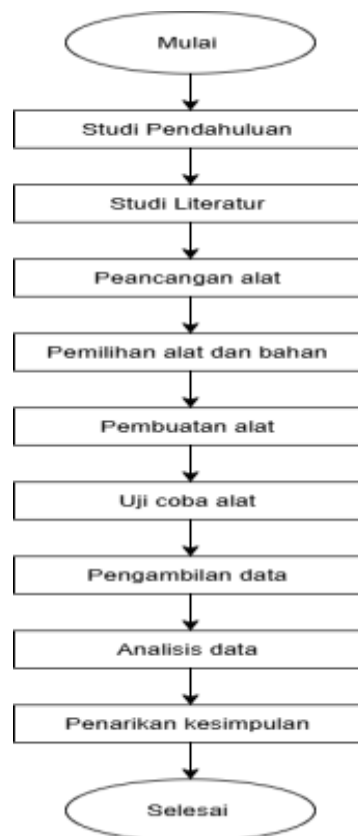 Mulai
Studi Pendahuluan
Studi Literatur
Peancangan alat
Pemilihan alat dan bahan
Pembuatan alat
Uji coba alat
Pengambilan data
Analisis data
Penarikan kesimpulan
Selesai